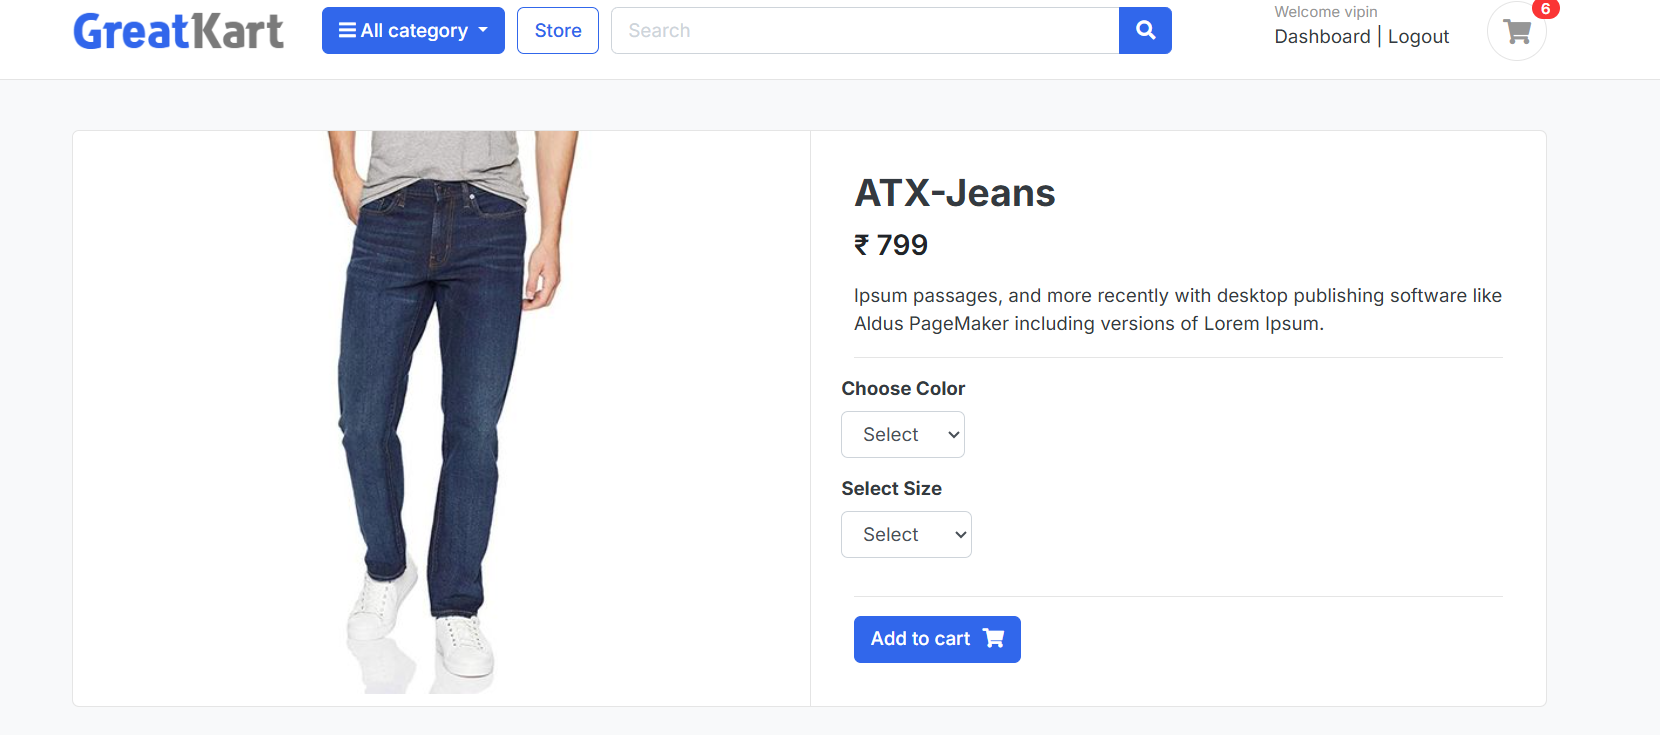 GreatKart
All category
Store
Search
Welcome vipin
Dashboard | Logout
6
ATX-Jeans
₹ 799
Ipsum passages, and more recently with desktop publishing software like
Aldus PageMaker including versions of Lorem Ipsum.
Choose Color
Select
Select Size
Select
Add to cart